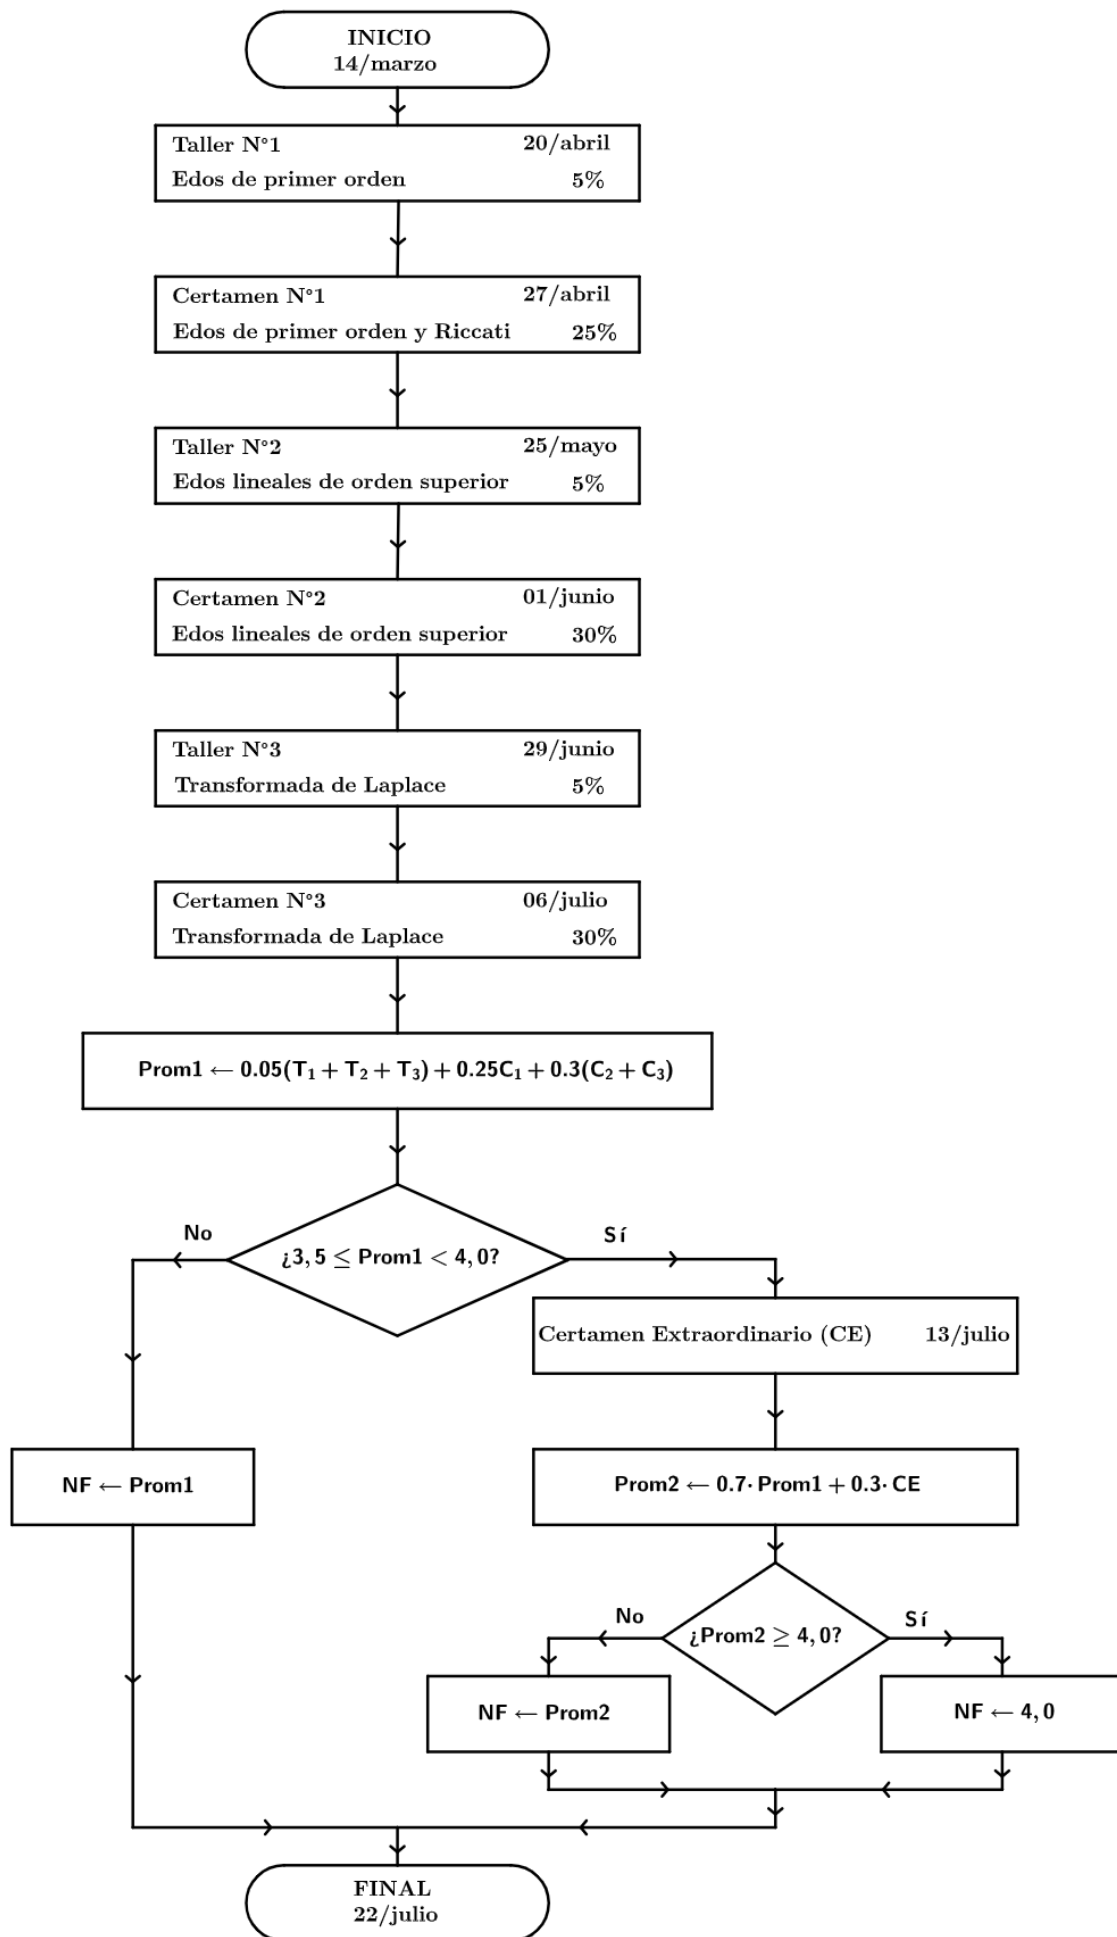 INICIO
14/marzo
Taller N°1 20/abril
Edos de primer orden 5%
Certamen N°1 27/abril
Edos de primer orden y Riccati 25%
Taller N°2 25/mayo
Edos lineales de orden superior 5%
Certamen N°2 01/junio
Edos lineales de orden superior 30%
Taller N°3 29/junio
Transformada de Laplace 5%
Certamen N°3 06/julio
Transformada de Laplace 30%
Prom1 ← 0.05(T₁ + T₂ + T₃) + 0.25C₁ + 0.3(C₂ + C₃)
No
Sí
¿3, 5 ≤ Prom1 < 4, 0?
Certamen Extraordinario (CE) 13/julio
NF ← Prom1
Prom2 ← 0.7· Prom1 + 0.3· CE
No
Sí
¿Prom2 ≥ 4, 0?
NF ← Prom2
NF ← 4, 0
FINAL
22/julio